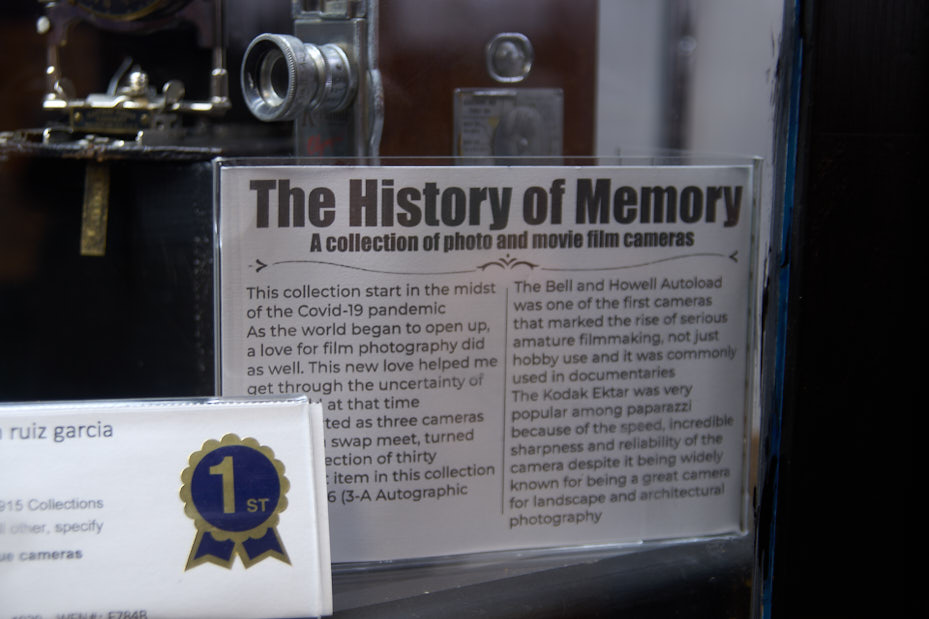 The History of Memory
A collection of photo and movie film cameras
This collection start in the midst
of the Covid-19 pandemic
As the world began to open up,
a love for film photography did
as well. This new love helped me
get through the uncertainty of
at that time
ted as three cameras
swap meet, turned
ection of thirty
item in this collection
6 (3-A Autographic
The Bell and Howell Autoload
was one of the first cameras
that marked the rise of serious
amature filmmaking, not just
hobby use and it was commonly
used in documentaries
The Kodak Ektar was very
popular among paparazzi
because of the speed, incredible
sharpness and reliability of the
camera despite it being widely
known for being a great camera
for landscape and architectural
photography
ruiz garcia
1 ST
915 Collections
ll other, specify
ue cameras